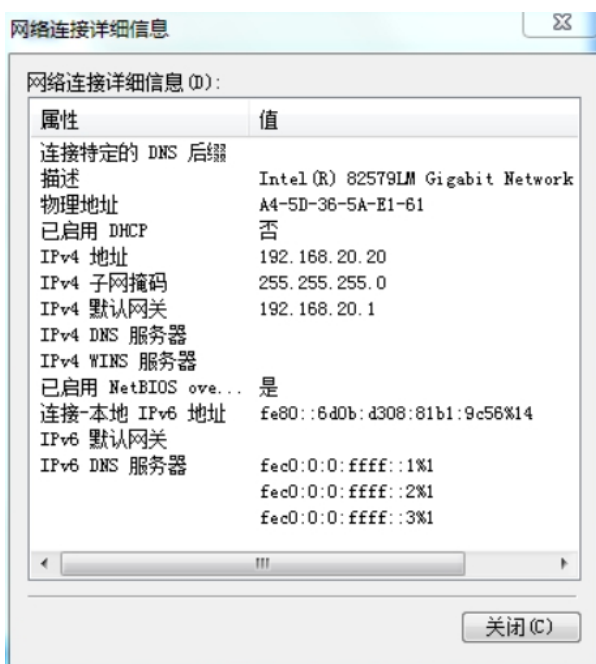 网络连接详细信息
网络连接详细信息(D):
属性 值
连接特定的 DNS 后缀
描述 Intel(R) 82579LM Gigabit Network
物理地址 A4-5D-36-5A-E1-61
已启用 DHCP 否
IPv4 地址 192.168.20.20
IPv4 子网掩码 255.255.255.0
IPv4 默认网关 192.168.20.1
IPv4 DNS 服务器
IPv4 WINS 服务器
已启用 NetBIOS ove... 是
连接-本地 IPv6 地址 fe80::6d0b:d308:81b1:9c56%14
IPv6 默认网关
IPv6 DNS 服务器 fec0:0:0:ffff::1%1
fec0:0:0:ffff::2%1
fec0:0:0:ffff::3%1
关闭(C)